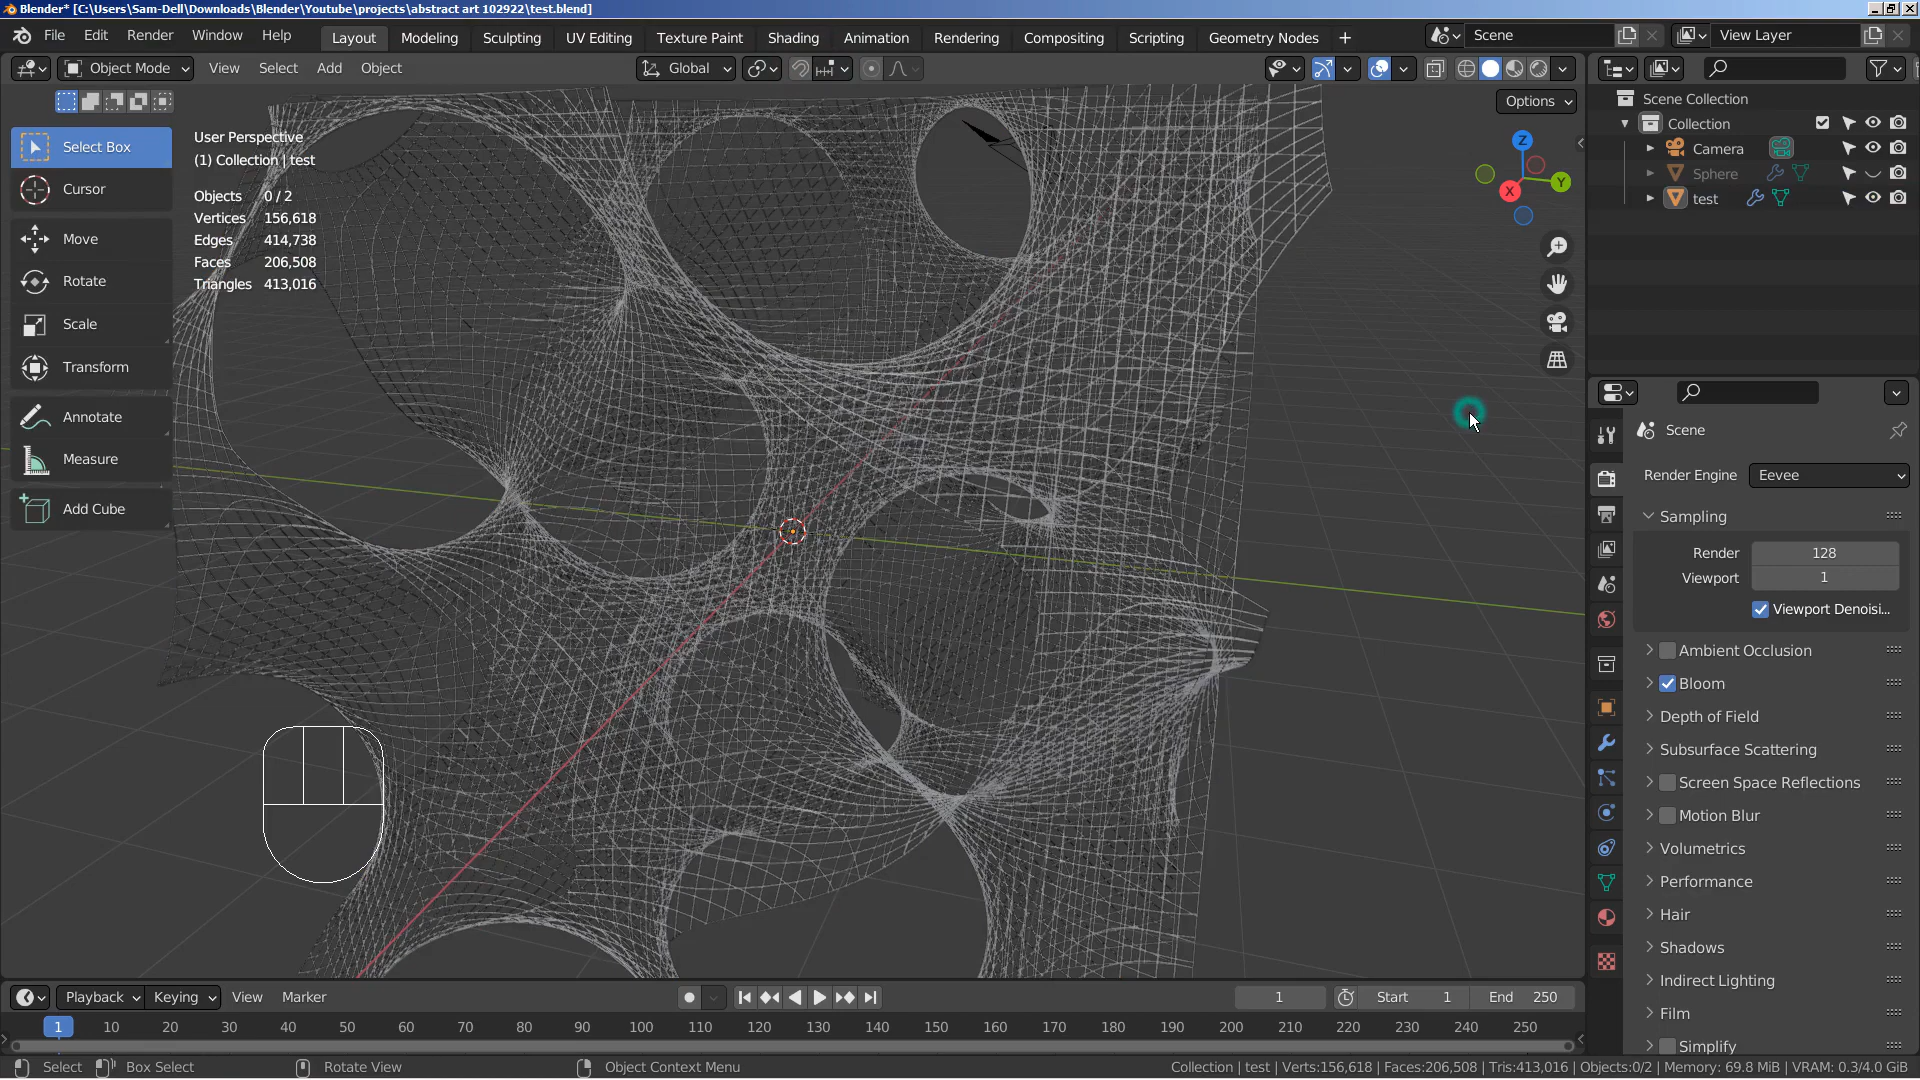 Blender* [C:\Users\Sam-Dell\Downloads\Blender\Youtube\projects\abstract art 102922\test.blend]
File Edit Render Window Help Layout Modeling Sculpting UV Editing Texture Paint Shading Animation Rendering Compositing Scripting Geometry Nodes + Scene View Layer
Object Mode View Select Add Object Global
Options
Select Box
Cursor
Move
Rotate
Scale
Transform
Annotate
Measure
Add Cube
User Perspective
(1) Collection | test
Objects 0 / 2
Vertices 156,618
Edges 414,738
Faces 206,508
Triangles 413,016
Z
Y
X
Scene Collection
Collection
Camera
Sphere
test
Scene
Render Engine Eevee
Sampling
Render 128
Viewport 1
Viewport Denoisi...
Ambient Occlusion
Bloom
Depth of Field
Subsurface Scattering
Screen Space Reflections
Motion Blur
Volumetrics
Performance
Hair
Shadows
Indirect Lighting
Film
Simplify
Playback Keying View Marker 1 Start 1 End 250
1 10 20 30 40 50 60 70 80 90 100 110 120 130 140 150 160 170 180 190 200 210 220 230 240 250
Select Box Select Rotate View Object Context Menu Collection | test | Verts:156,618 | Faces:206,508 | Tris:413,016 | Objects:0/2 | Memory: 69.8 MiB | VRAM: 0.3/4.0 GiB